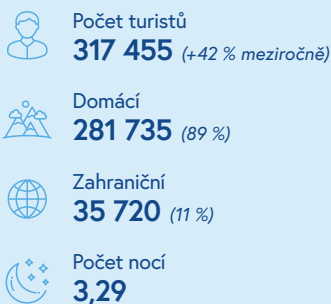 Počet turistů
317 455 (+42 % meziročně)
Domácí
281 735 (89 %)
Zahraniční
35 720 (11 %)
Počet nocí
3,29